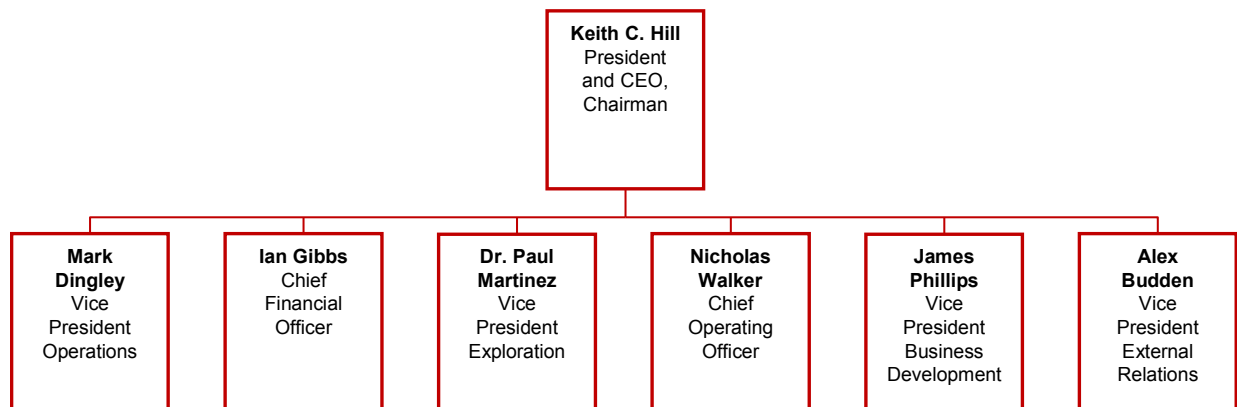 Keith C. Hill
President
and CEO,
Chairman
Mark
Dingley
Vice
President
Operations
Ian Gibbs
Chief
Financial
Officer
Dr. Paul
Martinez
Vice
President
Exploration
Nicholas
Walker
Chief
Operating
Officer
James
Phillips
Vice
President
Business
Development
Alex
Budden
Vice
President
External
Relations